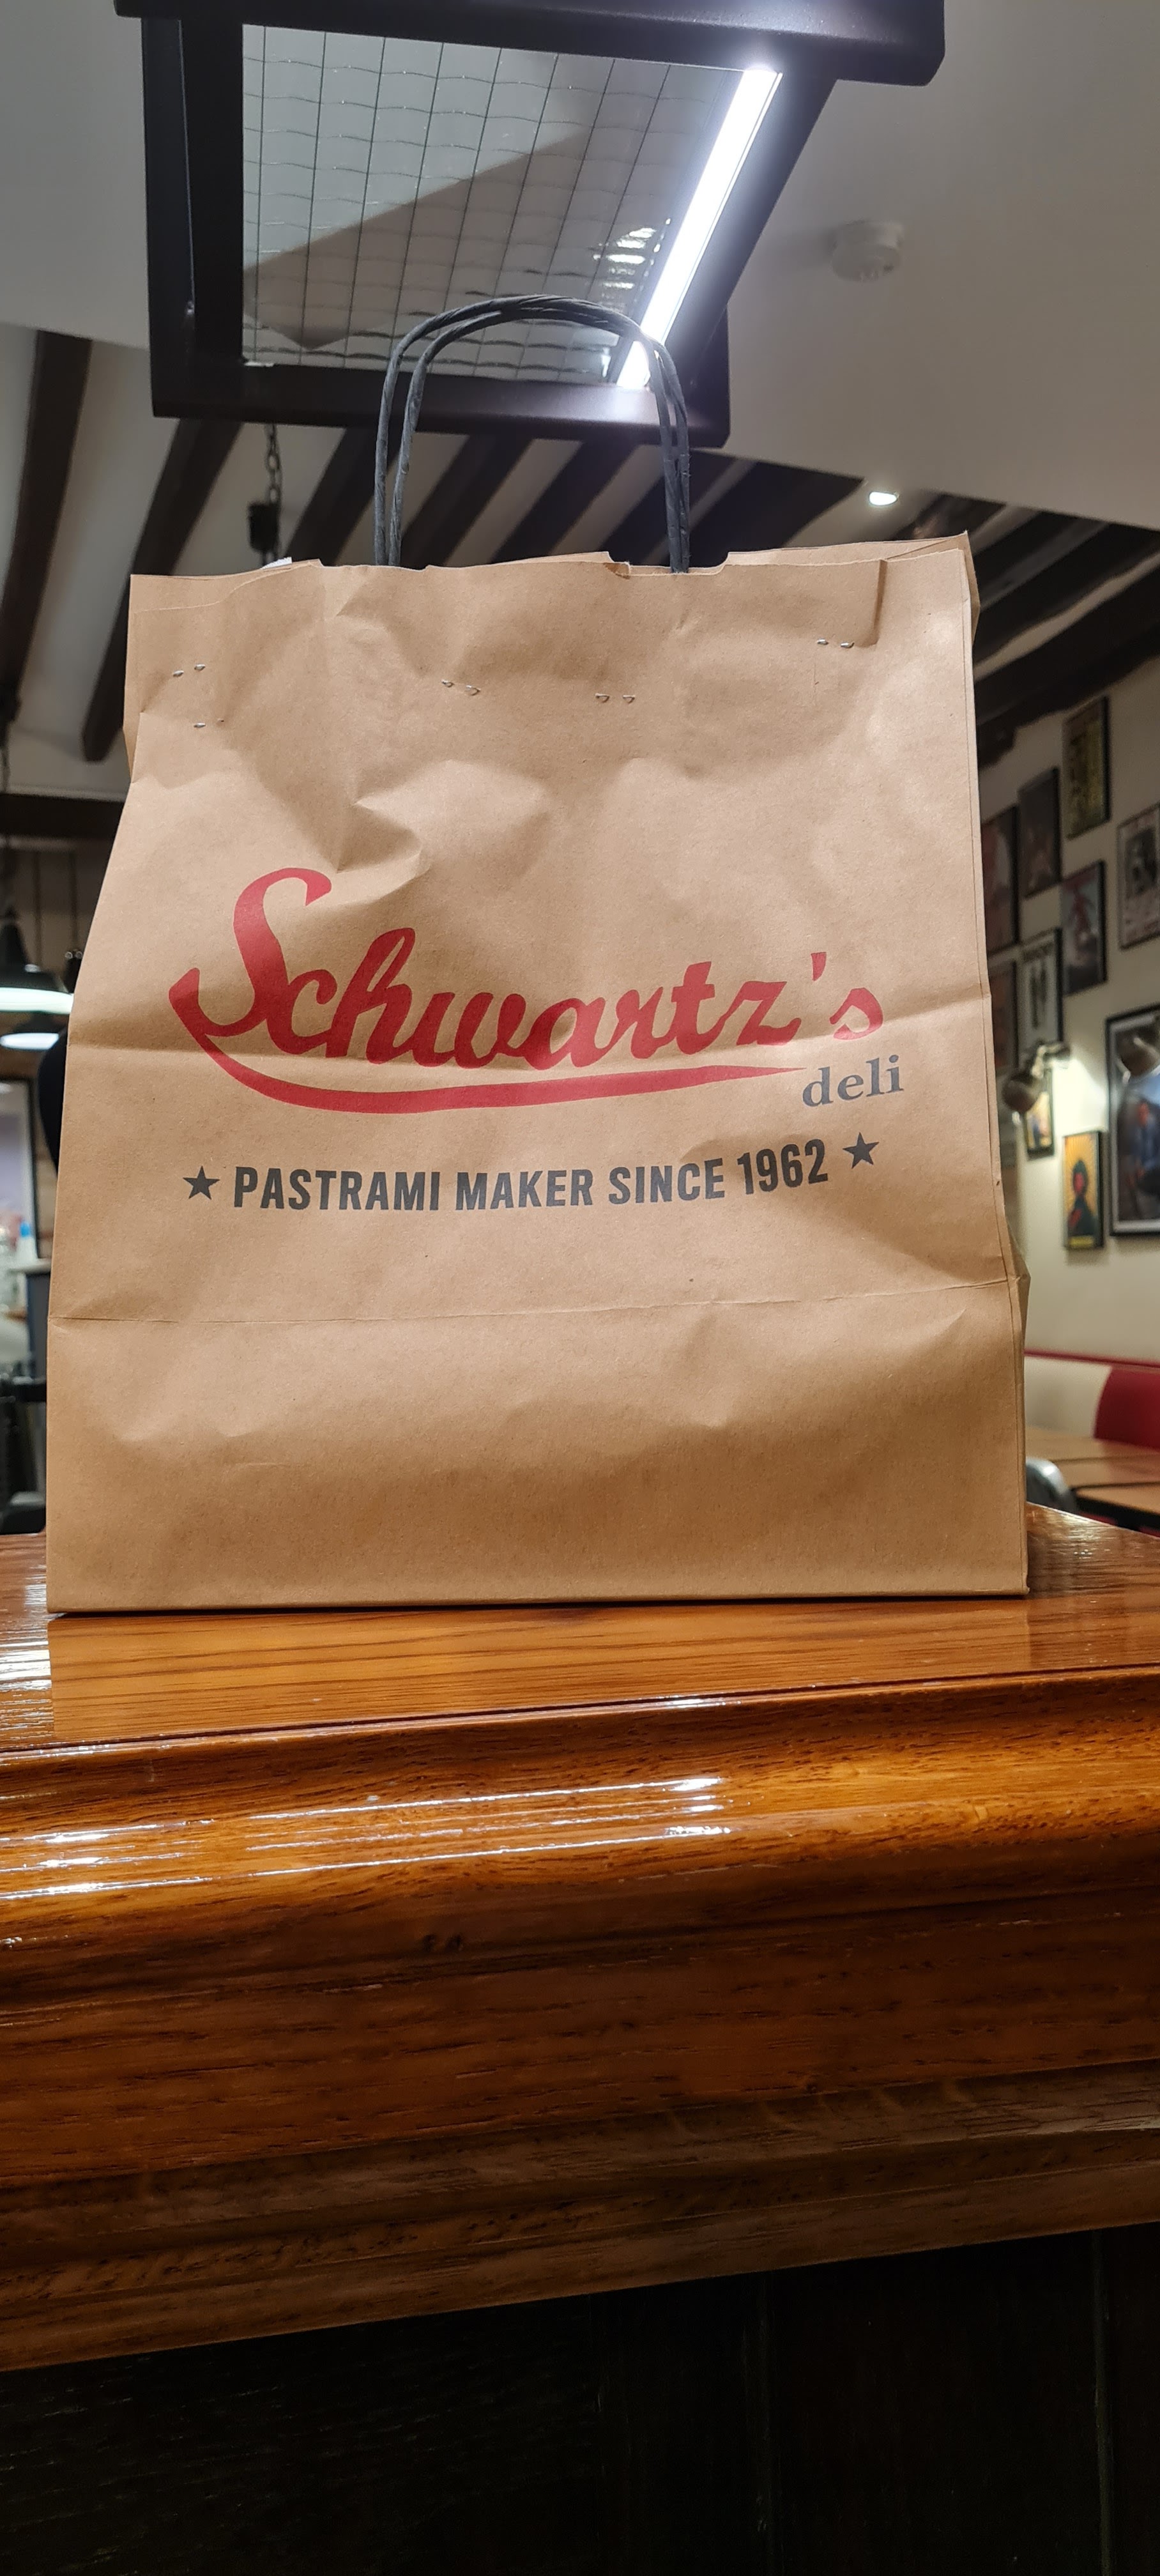 Schwartz's
deli
★ PASTRAMI MAKER SINCE 1962 ★